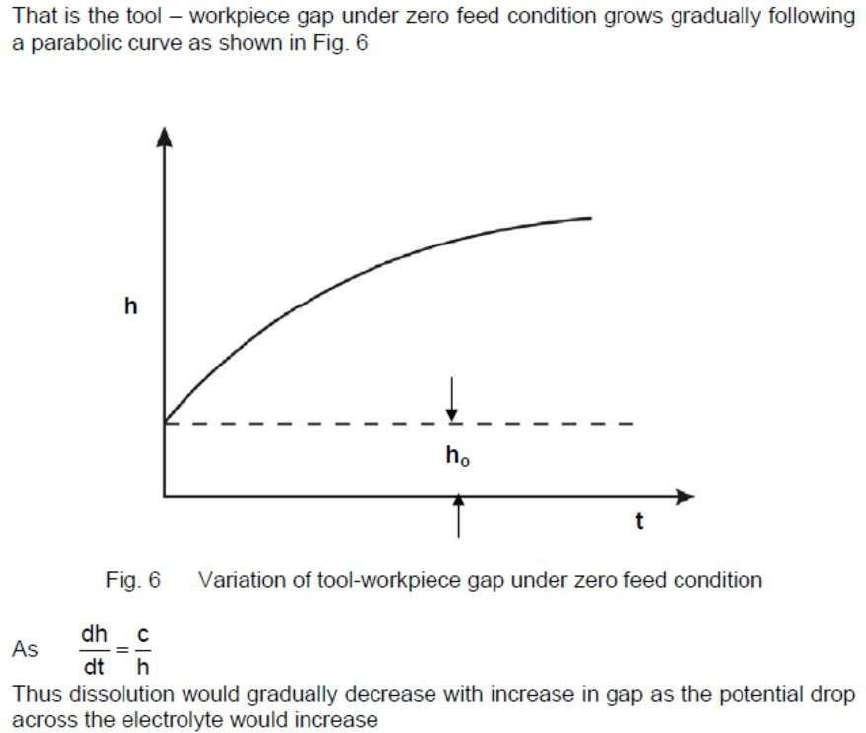 That is the tool – workpiece gap under zero feed condition grows gradually following
a parabolic curve as shown in Fig. 6
h
h₀
t
Fig. 6 Variation of tool-workpiece gap under zero feed condition
As dh/dt = c/h
Thus dissolution would gradually decrease with increase in gap as the potential drop
across the electrolyte would increase